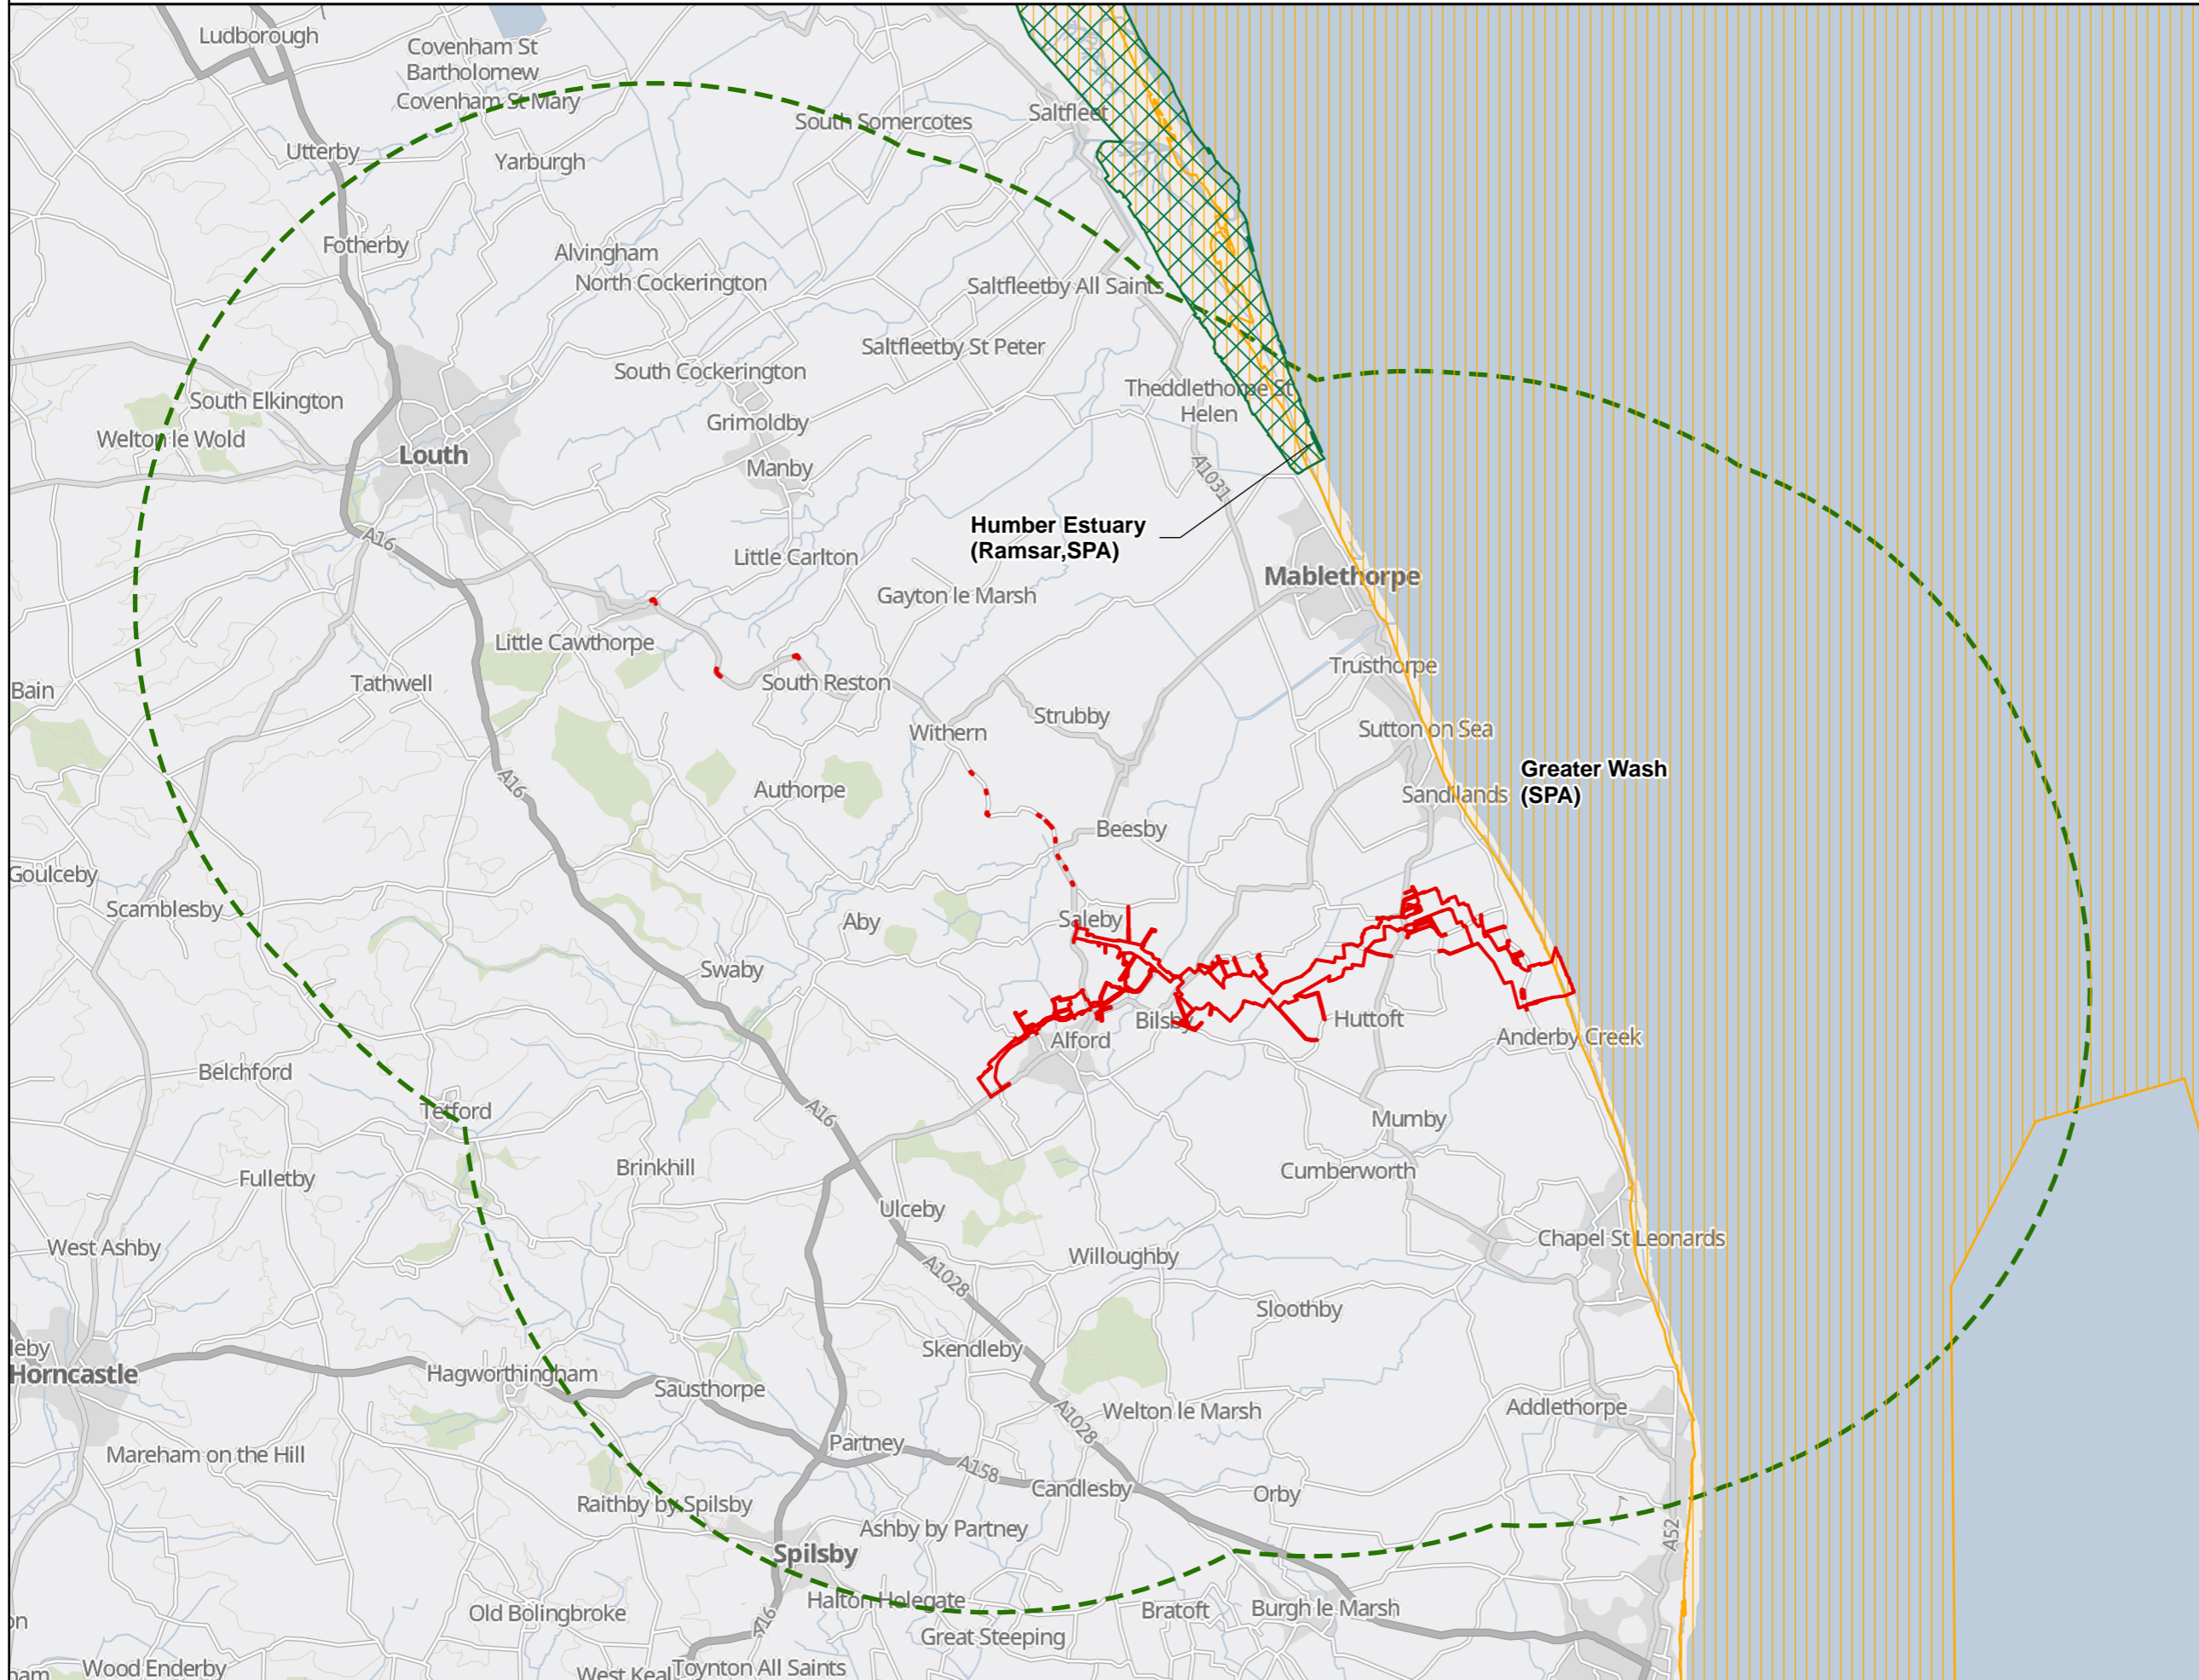 Ludborough
Covenham St
Bartholomew
Covenham St Mary
Saltfleet
South Somercotes
Utterby
Yarburgh
Fotherby
Alvingham
North Cockerington
Saltfleetby All Saints
Saltfleetby St Peter
South Cockerington
Theddlethorpe St
Helen
South Elkington
Grimoldby
Welton le Wold
Louth
Manby
A1031
Humber Estuary
(Ramsar,SPA)
A16
Little Carlton
Mablethorpe
Gayton le Marsh
Little Cawthorpe
Trusthorpe
Bain
Tathwell
South Reston
Strubby
Withern
Sutton on Sea
Greater Wash
(SPA)
A16
Authorpe
Sandilands
Beesby
Goulceby
Scamblesby
Aby
Saleby
Swaby
Bilsby
Huttoft
Alford
Anderby Creek
Belchford
Tetford
A16
Mumby
Brinkhill
Cumberworth
Fulletby
Ulceby
West Ashby
Willoughby
Chapel St Leonards
A1028
Sloothby
leby
Skendleby
Horncastle
Hagworthingham
Sausthorpe
Addlethorpe
Welton le Marsh
A1028
Partney
Mareham on the Hill
A158
Candlesby
Orby
Raithby by Spilsby
Ashby by Partney
A52
Spilsby
Halton Holegate
Old Bolingbroke
A16
Bratoft
Burgh le Marsh
on
Great Steeping
Wood Enderby
West Keal
Toynton All Saints
ham